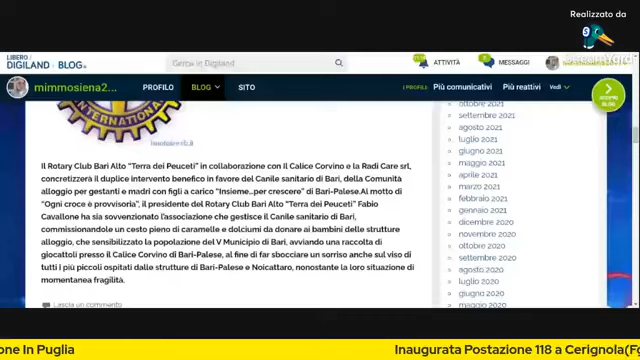 Realizzato da
StreamYard
LIBERO/
DIGILAND BLOG
Cerca in Digiland
ATTIVITÀ
MESSAGGI
mimmosiena2...
PROFILO
BLOG
SITO
I PROFILI:
Più comunicativi
Più reattivi
Vedi
SCOPRI
BLOG
INTERNATIONAL
Il Rotary Club Bari Alto "Terra dei Peuceti" in collaborazione con Il Calice Corvino e la Radi Care srl,
concretizzerà il duplice intervento benefico in favore del Canile sanitario di Bari, della Comunità
alloggio per gestanti e madri con figli a carico "Insieme...per crescere" di Bari-Palese.Al motto di
"Ogni croce è provvisoria", il presidente del Rotary Club Bari Alto "Terra dei Peuceti" Fabio
Cavallone ha sia sovvenzionato l'associazione che gestisce il Canile sanitario di Bari,
commissionandole un cesto pieno di caramelle e dolciumi da donare ai bambini delle strutture
alloggio, che sensibilizzato la popolazione del V Municipio di Bari, avviando una raccolta di
giocattoli presso il Calice Corvino di Bari-Palese, al fine di far sbocciare un sorriso anche sul viso di
tutti i più piccoli ospitati dalle strutture di Bari-Palese e Noicattaro, nonostante la loro situazione di
momentanea fragilità.
Lascia un commento
» ottobre 2021
» settembre 2021
» agosto 2021
» luglio 2021
» giugno 2021
» maggio 2021
» aprile 2021
» marzo 2021
» febbraio 2021
» gennaio 2021
» dicembre 2020
» novembre 2020
» ottobre 2020
» settembre 2020
» agosto 2020
» luglio 2020
» giugno 2020
» maggio 2020
one In Puglia
Inaugurata Postazione 118 a Cerignola(Fg